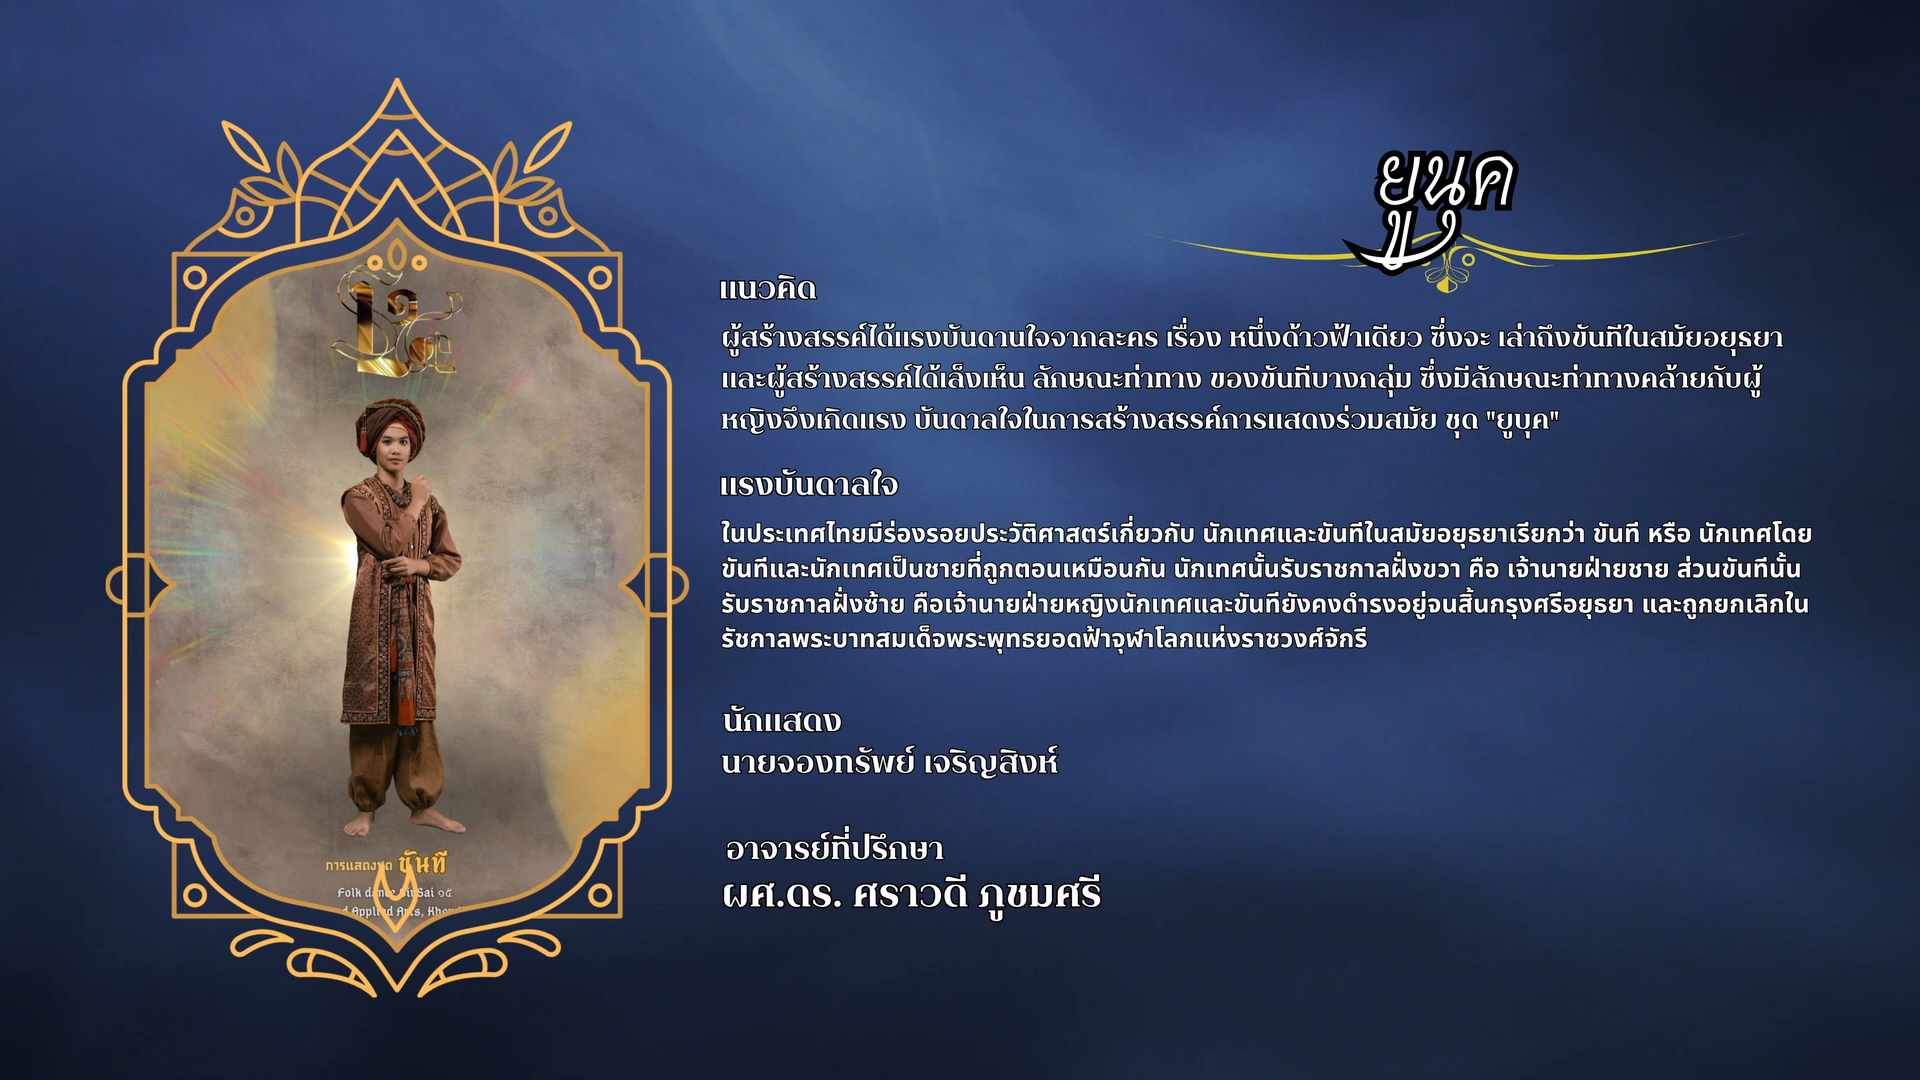 ยูนุค
แนวคิด
ผู้สร้างสรรค์ได้แรงบันดานใจจากละคร เรื่อง หนึ่งด้าวฟ้าเดียว ซึ่งจะ เล่าถึงขันทีในสมัยอยุธยา
และผู้สร้างสรรค์ได้เล็งเห็น ลักษณะท่าทาง ของขันทีบางกลุ่ม ซึ่งมีลักษณะท่าทางคล้ายกับผู้
หญิงจึงเกิดแรง บันดาลใจในการสร้างสรรค์การแสดงร่วมสมัย ชุด "ยูบุค"
แรงบันดาลใจ
ในประเทศไทยมีร่องรอยประวัติศาสตร์เกี่ยวกับ นักเทศและขันทีในสมัยอยุธยาเรียกว่า ขันที หรือ นักเทศโดย
ขันทีและนักเทศเป็นชายที่ถูกตอนเหมือนกัน นักเทศนั้นรับราชกาลฝั่งขวา คือ เจ้านายฝ่ายชาย ส่วนขันทีนั้น
รับราชกาลฝั่งซ้าย คือเจ้านายฝ่ายหญิงนักเทศและขันทียังคงดำรงอยู่จนสิ้นกรุงศรีอยุธยา และถูกยกเลิกใน
รัชกาลพระบาทสมเด็จพระพุทธยอดฟ้าจุฬาโลกแห่งราชวงศ์จักรี
นักแสดง
นายจองทรัพย์ เจริญสิงห์
อาจารย์ที่ปรึกษา
ผศ.ดร. ศราวดี ภูชมศรี
การแสดงชุด ขันที
Folk dance SinSai ๑๕
Applied Arts,